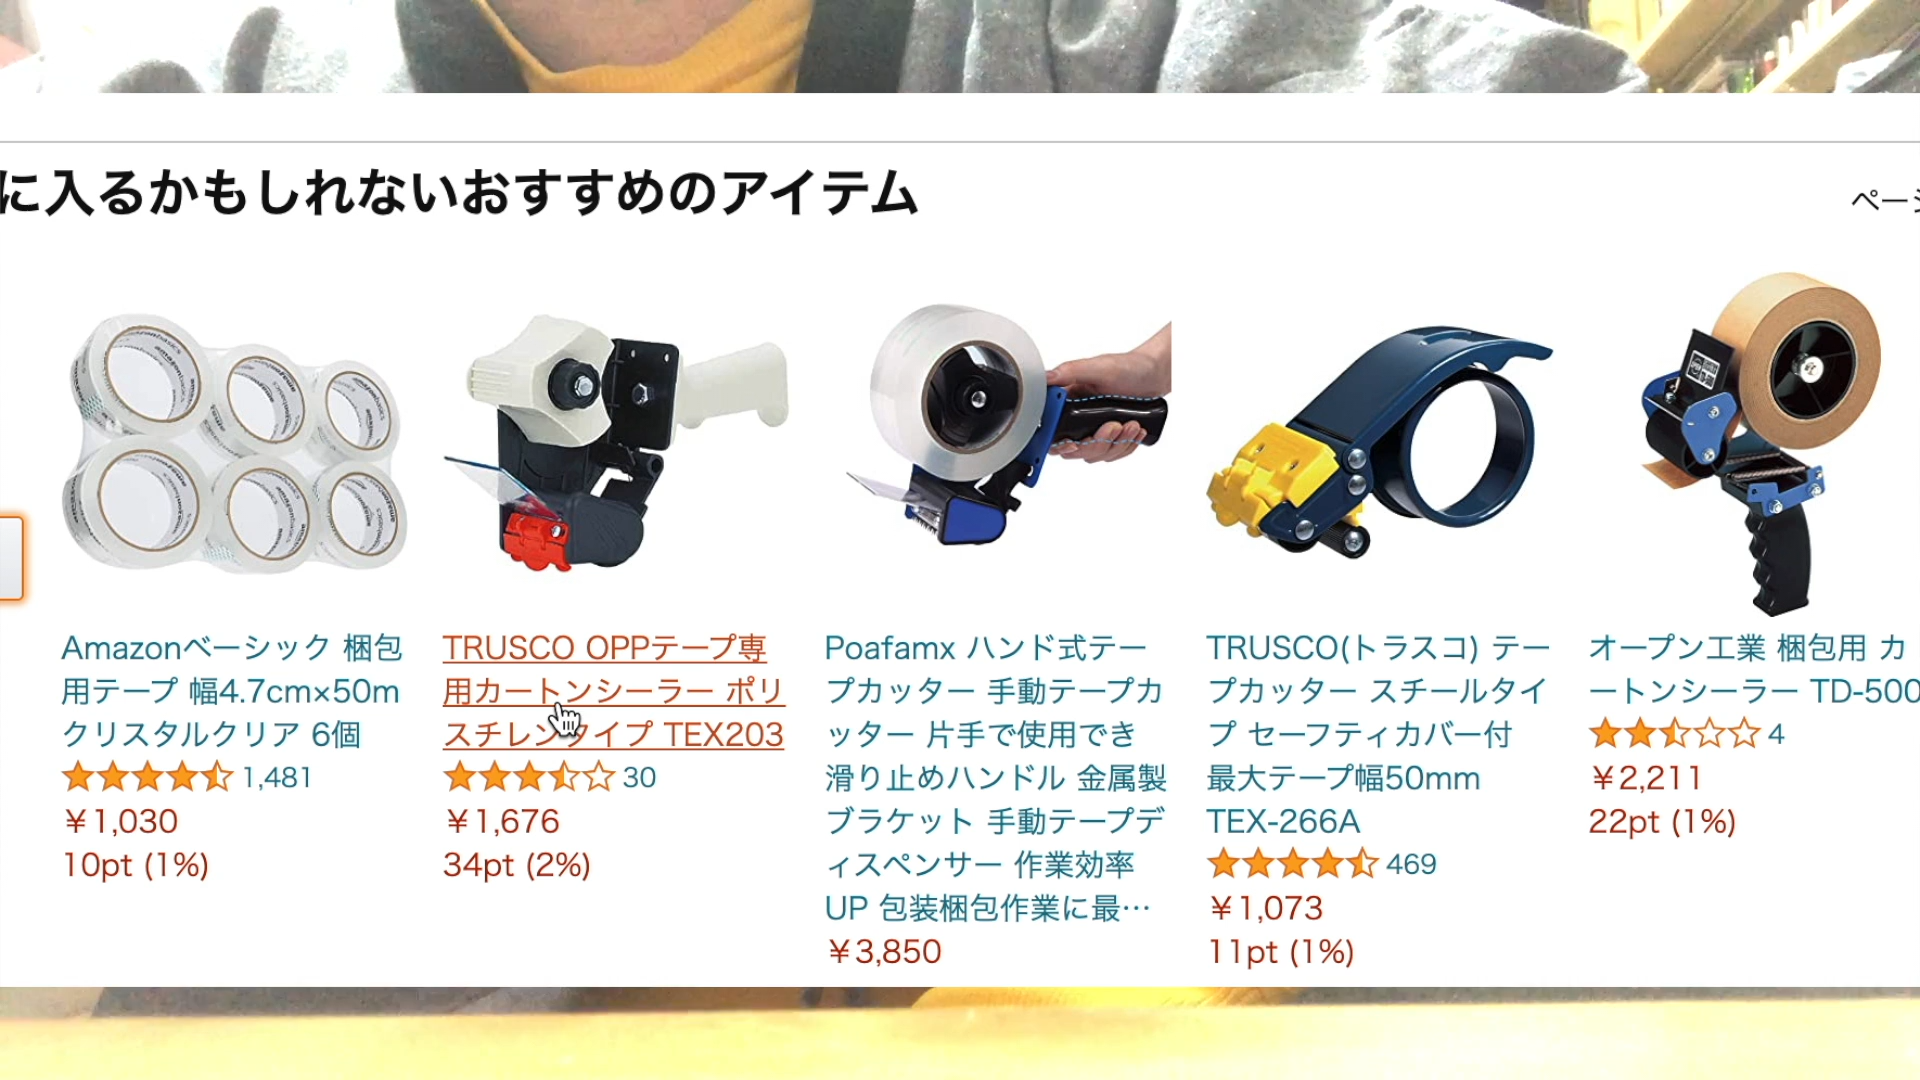 に入るかもしれないおすすめのアイテム
ペー
Amazonベーシック 梱包
用テープ 幅4.7cm×50m
クリスタルクリア 6個
1,481
￥1,030
10pt (1%)
TRUSCO OPPテープ専
用カートンシーラー ポリ
スチレンタイプ TEX203
30
￥1,676
34pt (2%)
Poafamx ハンド式テー
プカッター 手動テープカ
ッター 片手で使用でき
滑り止めハンドル 金属製
ブラケット 手動テープデ
ィスペンサー 作業効率
UP 包装梱包作業に最…
￥3,850
TRUSCO(トラスコ) テー
プカッター スチールタイ
プ セーフティカバー付
最大テープ幅50mm
TEX-266A
469
￥1,073
11pt (1%)
オープン工業 梱包用 カ
ートンシーラー TD-500
4
￥2,211
22pt (1%)